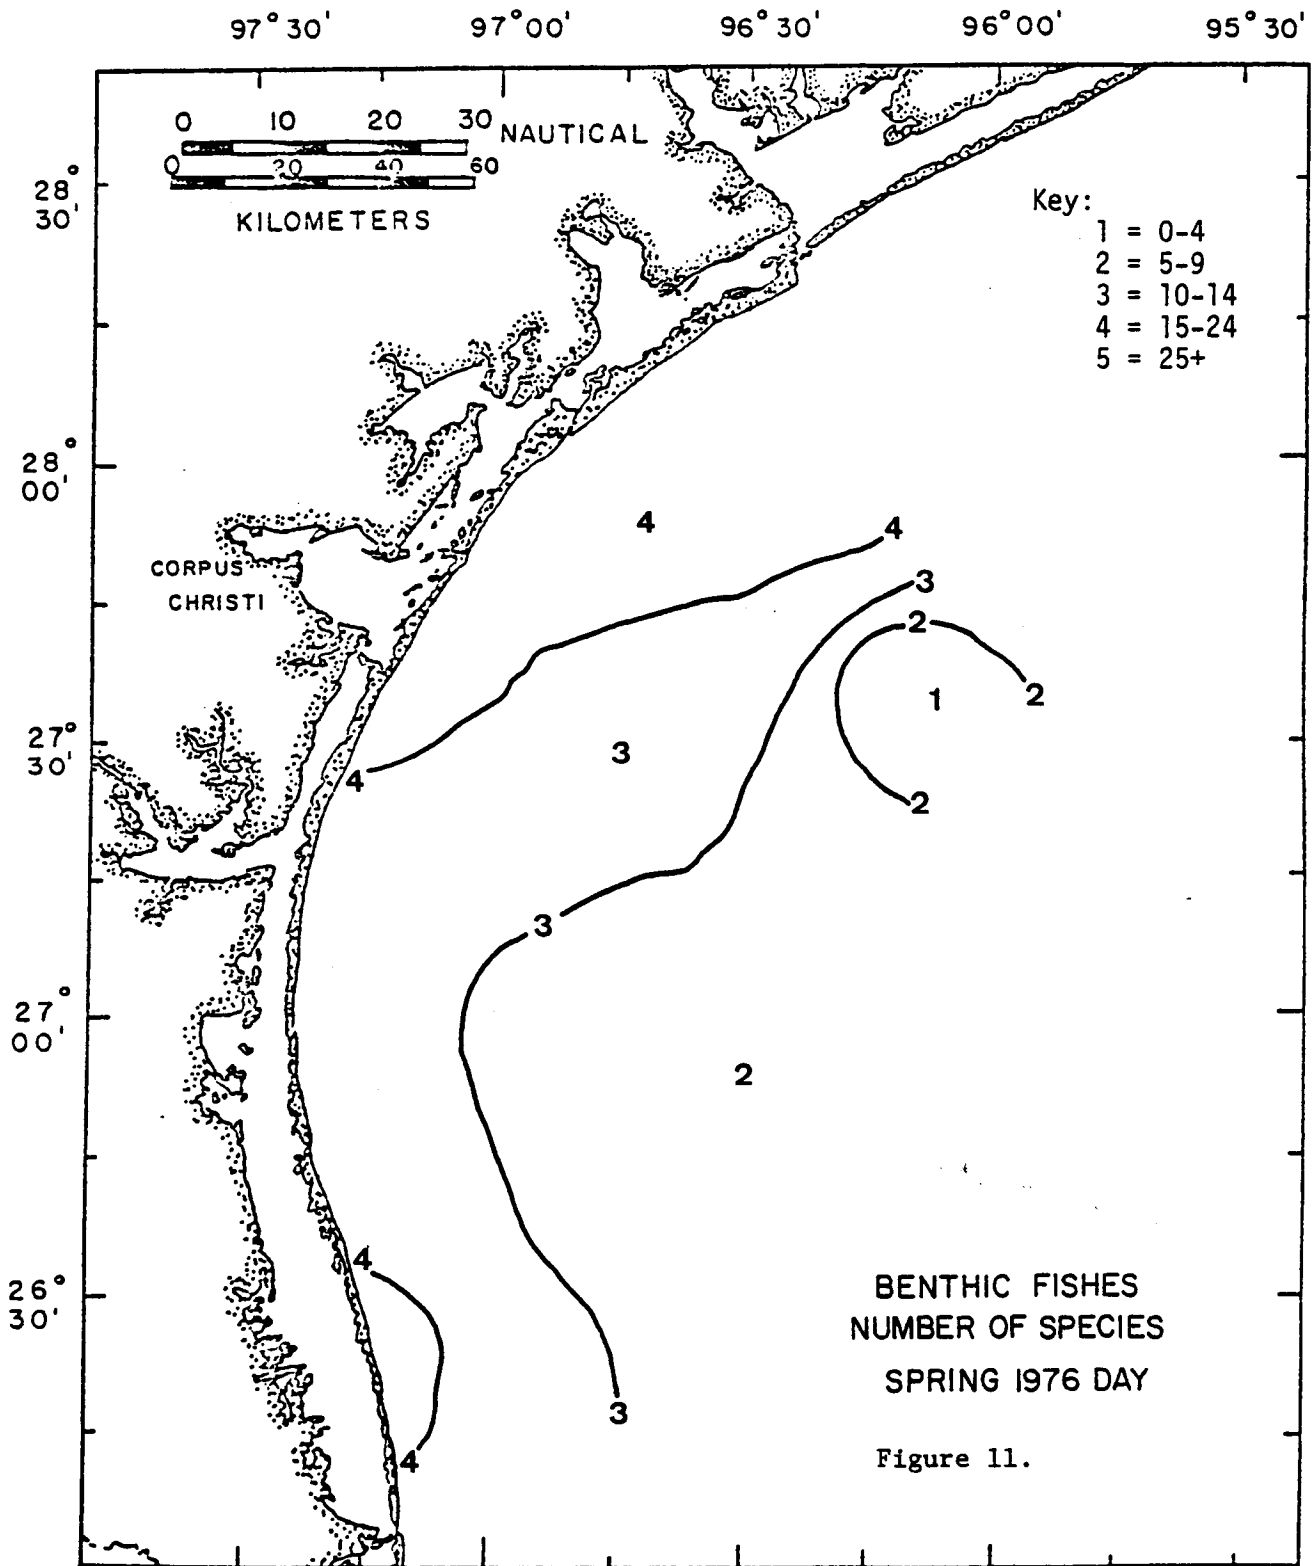 97°30' 97°00' 96°30' 96°00' 95°30'
0 10 20 30 NAUTICAL
0 20 40 60
KILOMETERS
28°
30'
Key:
1 = 0-4
2 = 5-9
3 = 10-14
4 = 15-24
5 = 25+
28°
00'
4
4
CORPUS
CHRISTI
3
2
1
2
27°
30'
3
4
2
3
27°
00'
2
4
26°
30'
BENTHIC FISHES
NUMBER OF SPECIES
SPRING 1976 DAY
3
4
Figure 11.